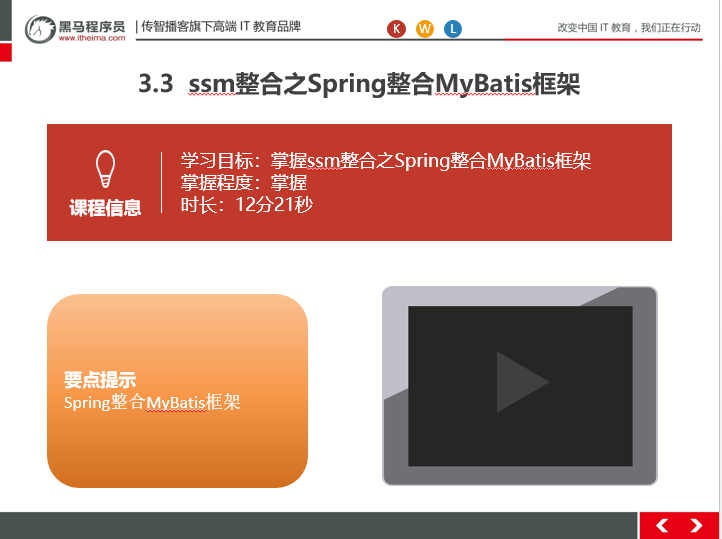 黑马程序员
www.itheima.com
传智播客旗下高端 IT 教育品牌
K W L
改变中国 IT 教育，我们正在行动
3.3 ssm整合之Spring整合MyBatis框架
课程信息
学习目标：掌握ssm整合之Spring整合MyBatis框架
掌握程度：掌握
时长：12分21秒
要点提示
Spring整合MyBatis框架